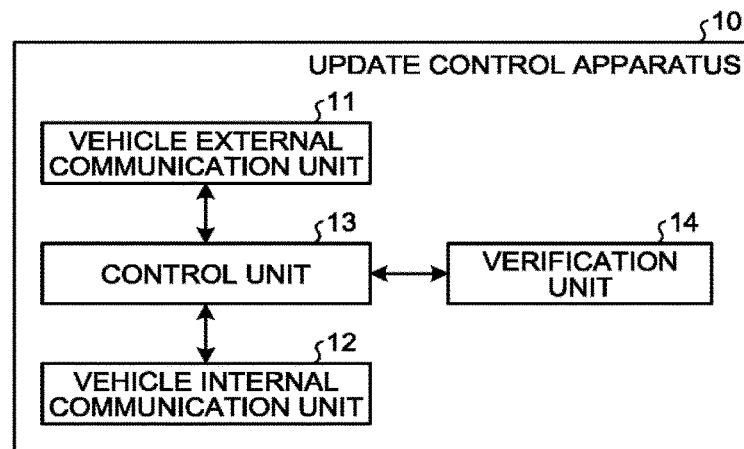 10
UPDATE CONTROL APPARATUS
11
VEHICLE EXTERNAL
COMMUNICATION UNIT
13
CONTROL UNIT
14
VERIFICATION
UNIT
12
VEHICLE INTERNAL
COMMUNICATION UNIT